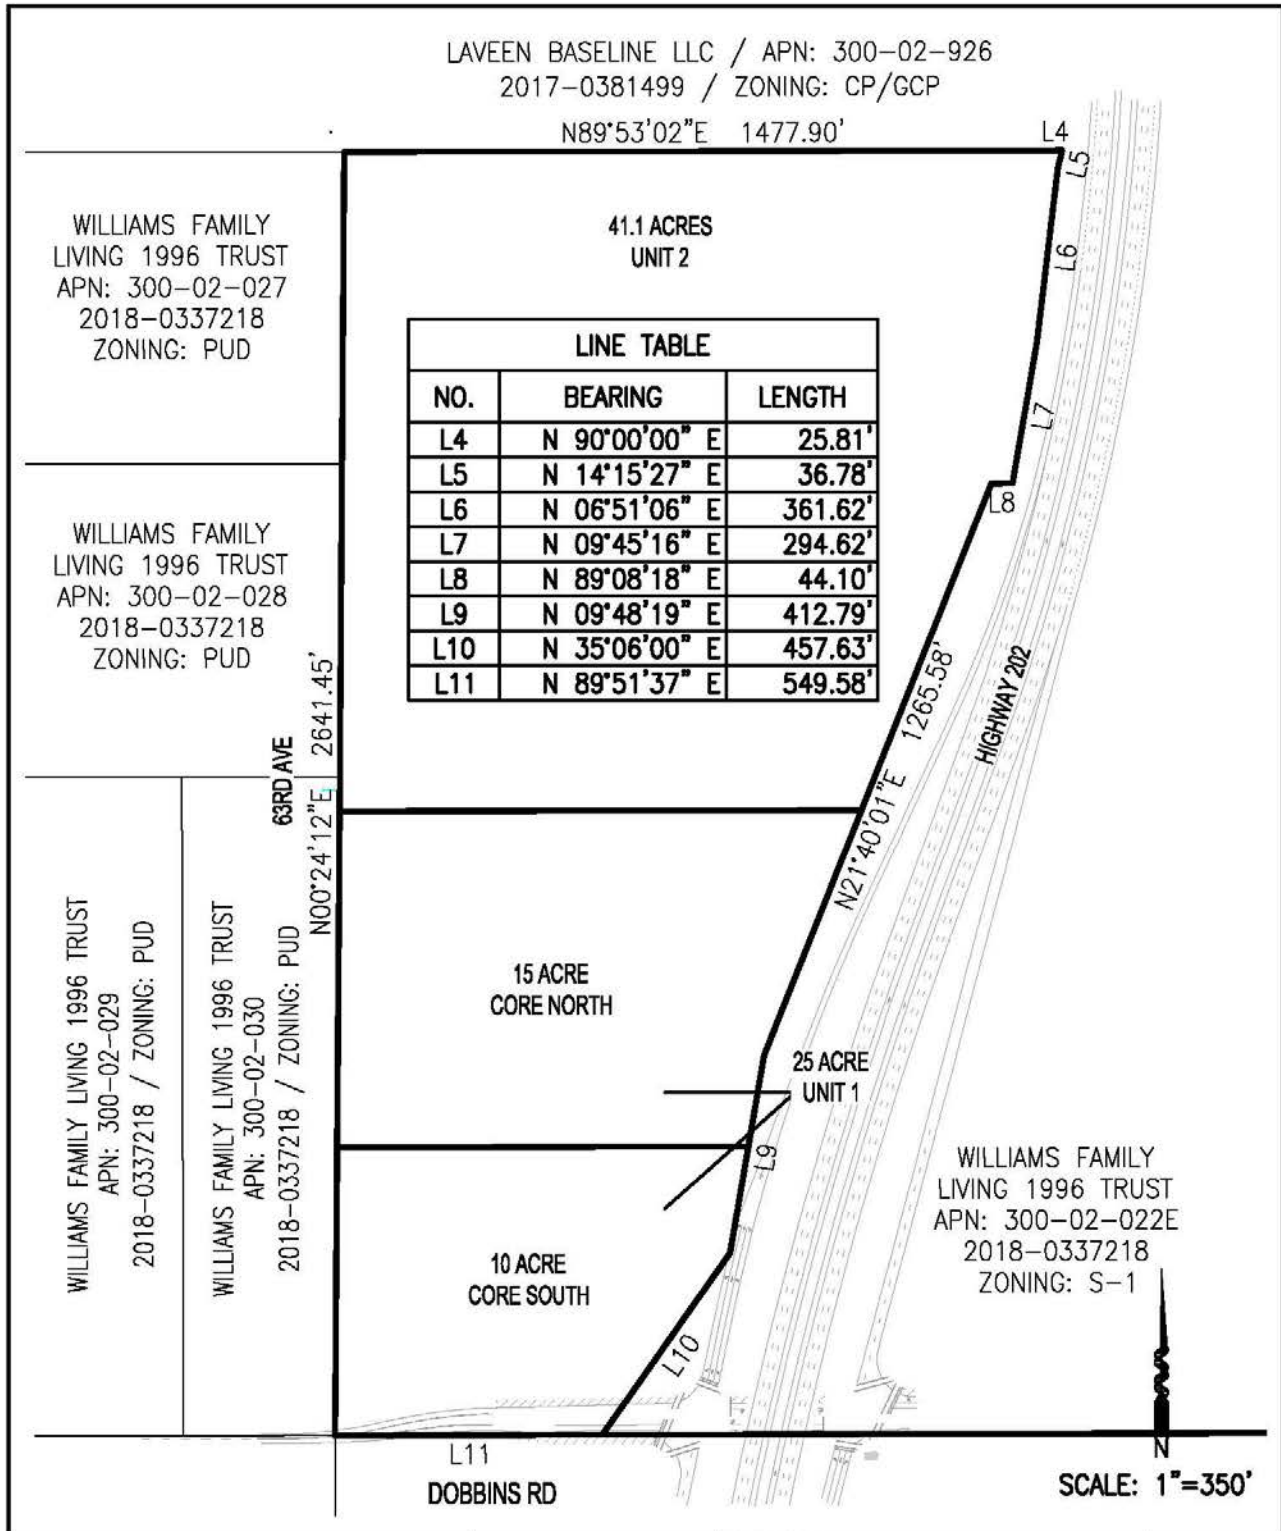 LAVEEN BASELINE LLC / APN: 300-02-926
2017-0381499 / ZONING: CP/GCP
N89°53'02"E 1477.90'
L4
L5
L6
L7
L8
WILLIAMS FAMILY
LIVING 1996 TRUST
APN: 300-02-027
2018-0337218
ZONING: PUD
41.1 ACRES
UNIT 2
LINE TABLE
NO. BEARING LENGTH
L4 N 90°00'00" E 25.81'
L5 N 14°15'27" E 36.78'
L6 N 06°51'06" E 361.62'
L7 N 09°45'16" E 294.62'
L8 N 89°08'18" E 44.10'
L9 N 09°48'19" E 412.79'
L10 N 35°06'00" E 457.63'
L11 N 89°51'37" E 549.58'
WILLIAMS FAMILY
LIVING 1996 TRUST
APN: 300-02-028
2018-0337218
ZONING: PUD
63RD AVE
N00°24'12"E 2641.45'
N21°40'01"E 1265.58'
HIGHWAY 202
WILLIAMS FAMILY LIVING 1996 TRUST
APN: 300-02-029
2018-0337218 / ZONING: PUD
WILLIAMS FAMILY LIVING 1996 TRUST
APN: 300-02-030
2018-0337218 / ZONING: PUD
15 ACRE
CORE NORTH
25 ACRE
UNIT 1
L9
10 ACRE
CORE SOUTH
L10
WILLIAMS FAMILY
LIVING 1996 TRUST
APN: 300-02-022E
2018-0337218
ZONING: S-1
L11
DOBBINS RD
N
SCALE: 1"=350'